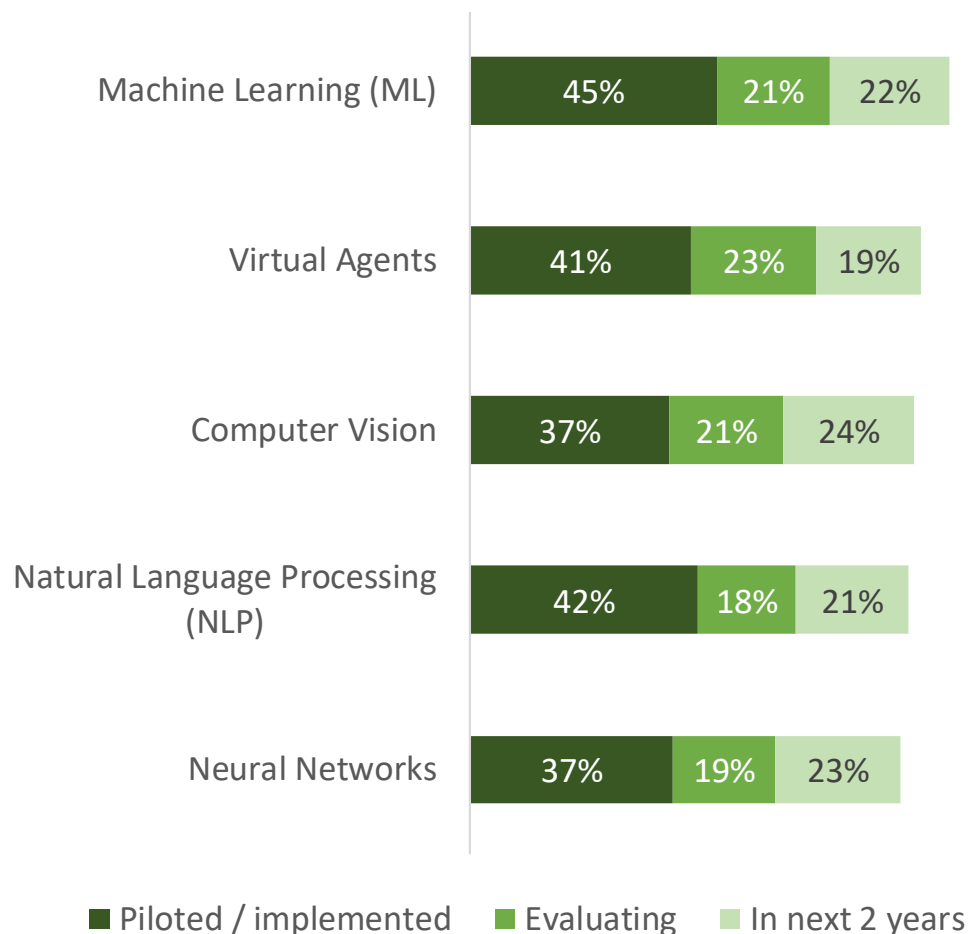 Machine Learning (ML)
45% 21% 22%
Virtual Agents
41% 23% 19%
Computer Vision
37% 21% 24%
Natural Language Processing
(NLP)
42% 18% 21%
Neural Networks
37% 19% 23%
Piloted / implemented Evaluating In next 2 years